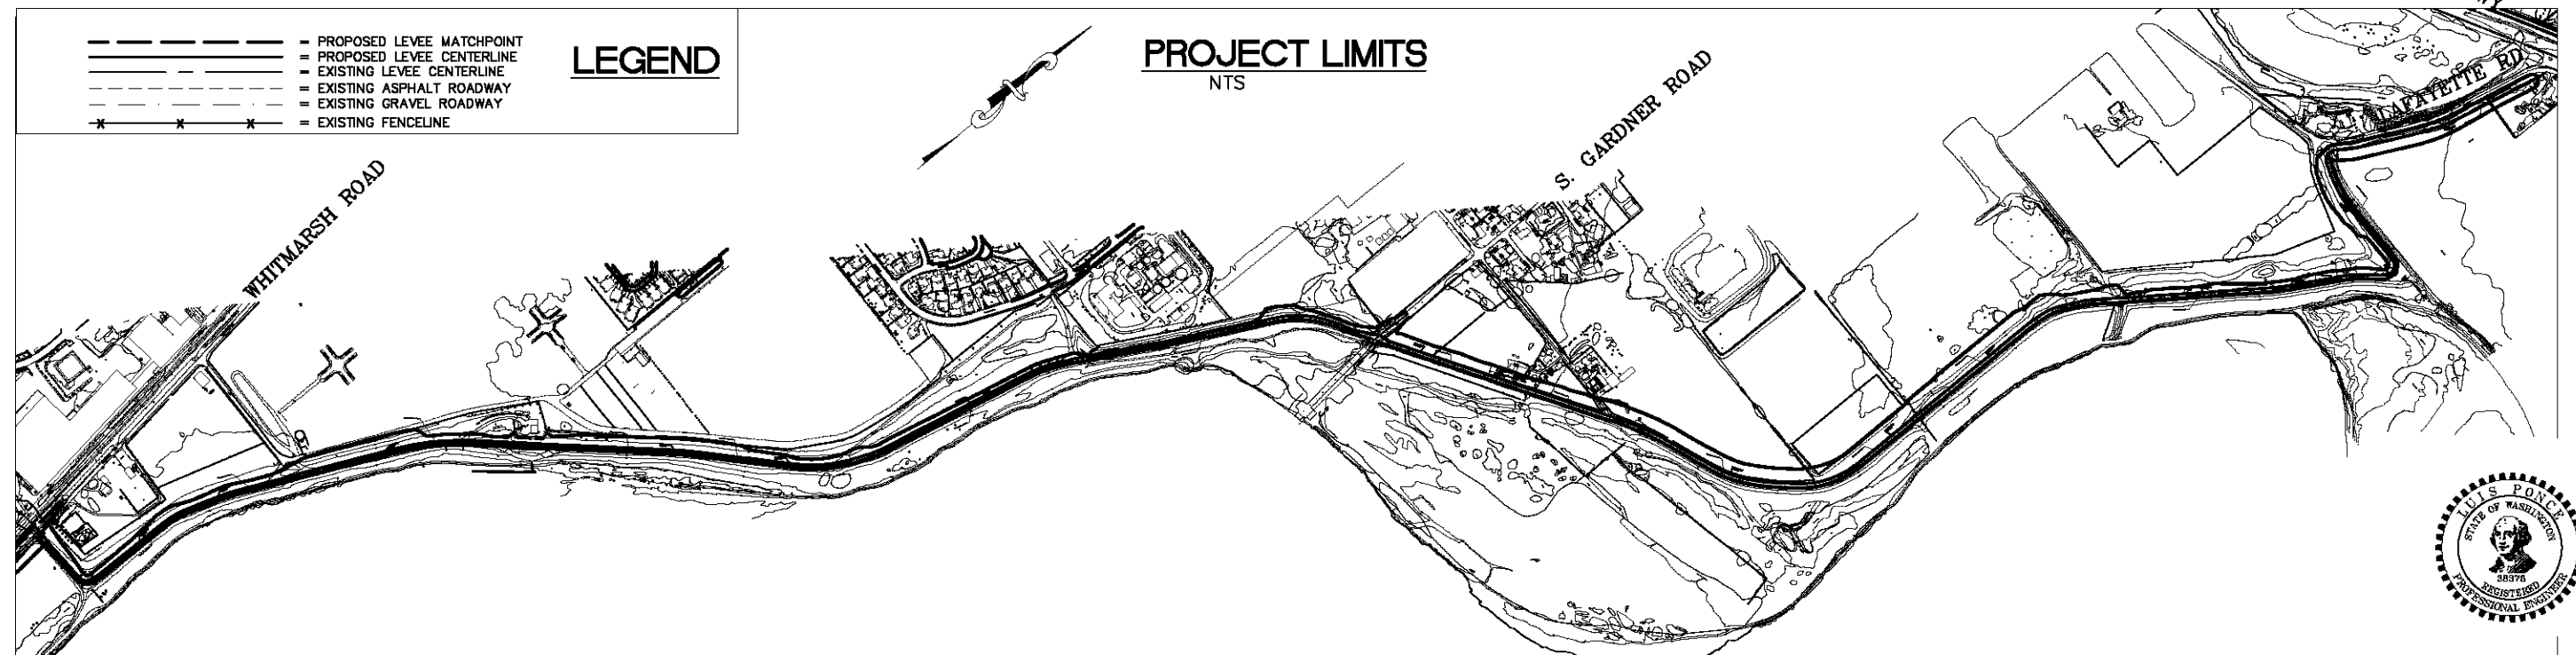 = PROPOSED LEVEE MATCHPOINT
= PROPOSED LEVEE CENTERLINE
= EXISTING LEVEE CENTERLINE
= EXISTING ASPHALT ROADWAY
= EXISTING GRAVEL ROADWAY
= EXISTING FENCELINE
LEGEND
PROJECT LIMITS
NTS
WHITMARSH ROAD
S. GARDNER ROAD
LAFAYETTE RD
LUIS PONCE
STATE OF WASHINGTON
38378
REGISTERED
PROFESSIONAL ENGINEER